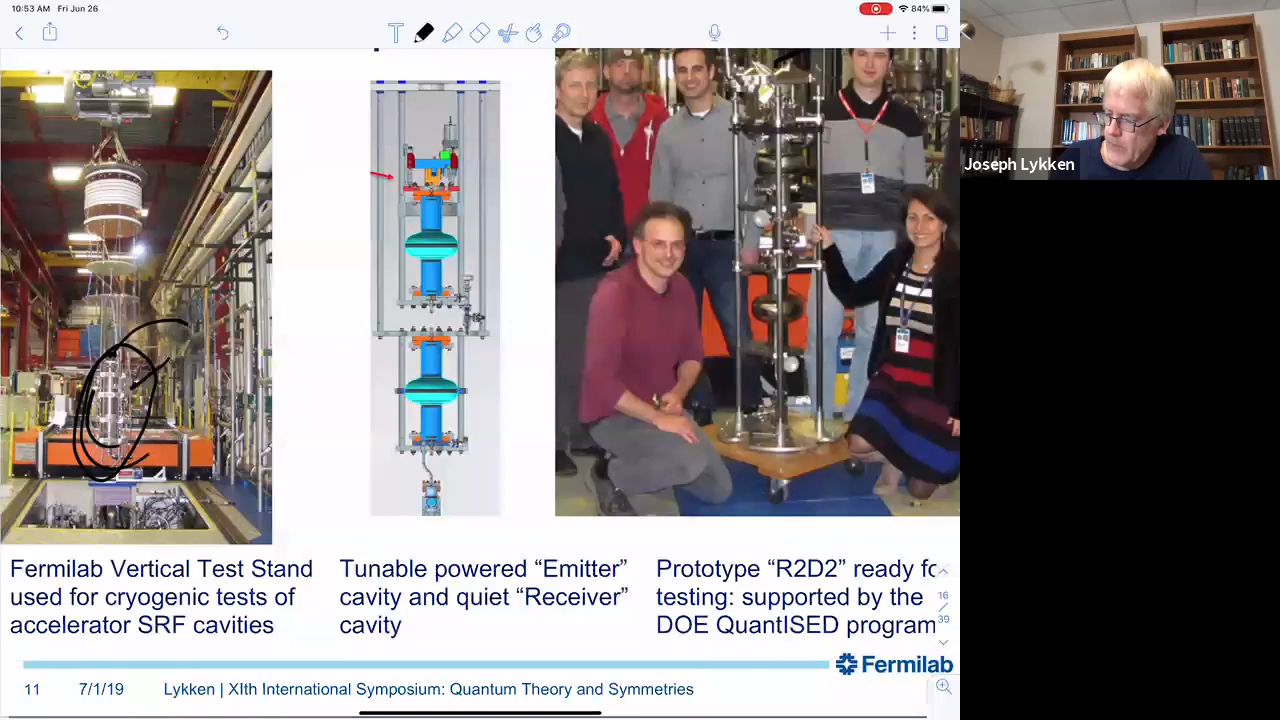 10:53 AM Fri Jun 26
84%
T
Joseph Lykken
Fermilab Vertical Test Stand
used for cryogenic tests of
accelerator SRF cavities
Tunable powered “Emitter”
cavity and quiet “Receiver”
cavity
Prototype “R2D2” ready fo
testing: supported by the
DOE QuantISED program
16
39
Fermilab
11 7/1/19 Lykken | XIth International Symposium: Quantum Theory and Symmetries